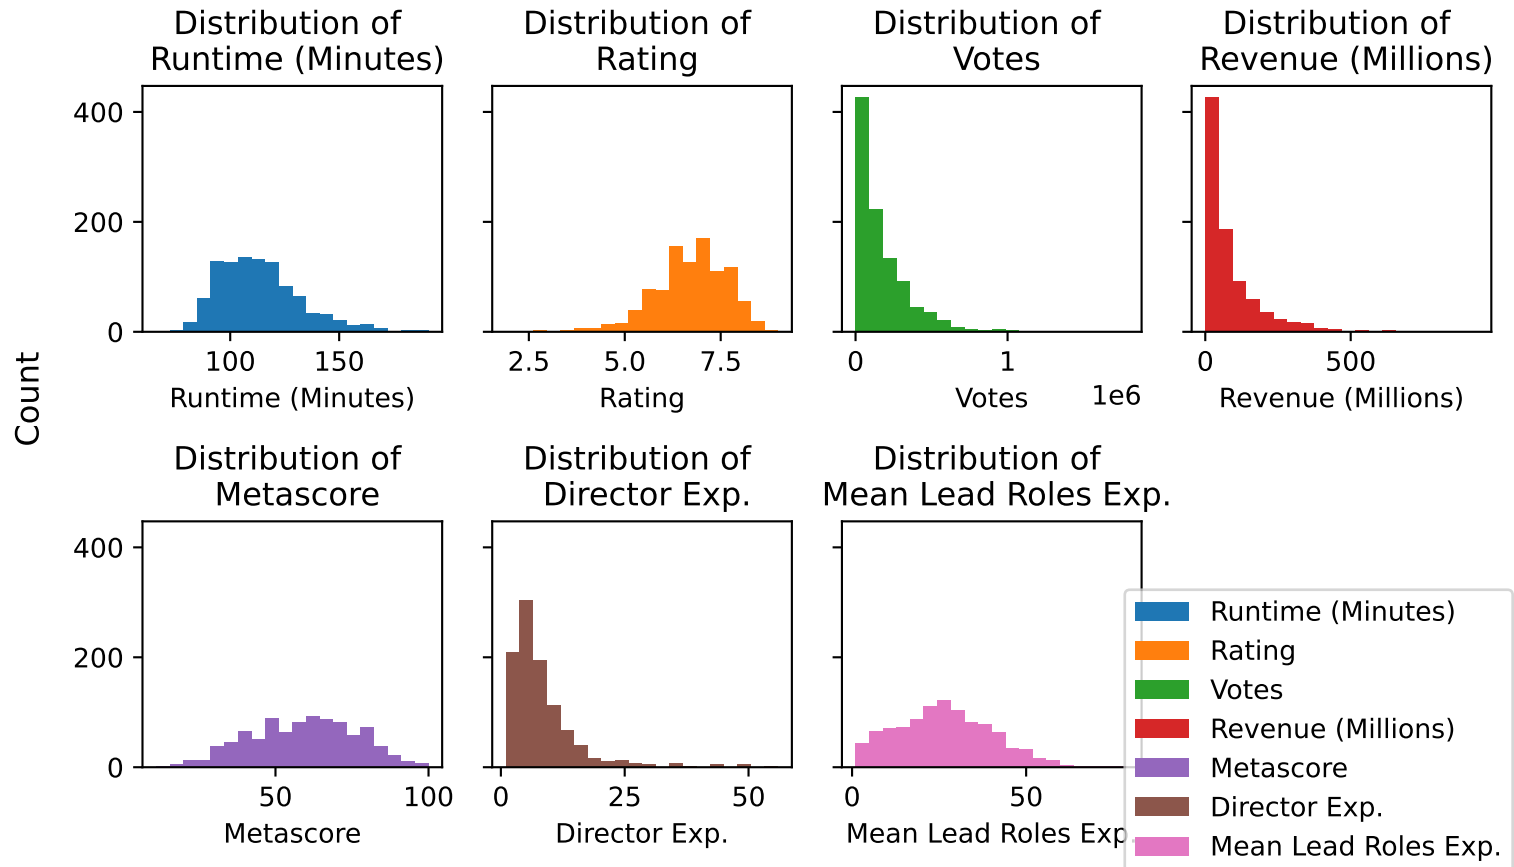 Distribution of
Runtime (Minutes)
Distribution of
Rating
Distribution of
Votes
Distribution of
Revenue (Millions)
400
200
0
100 150
2.5 5.0 7.5
0 1
0 500
Runtime (Minutes)
Rating
Votes
1e6
Revenue (Millions)
Count
Distribution of
Metascore
Distribution of
Director Exp.
Distribution of
Mean Lead Roles Exp.
400
200
0
50 100
0 25 50
0 50
Metascore
Director Exp.
Mean Lead Roles Exp.
Runtime (Minutes)
Rating
Votes
Revenue (Millions)
Metascore
Director Exp.
Mean Lead Roles Exp.